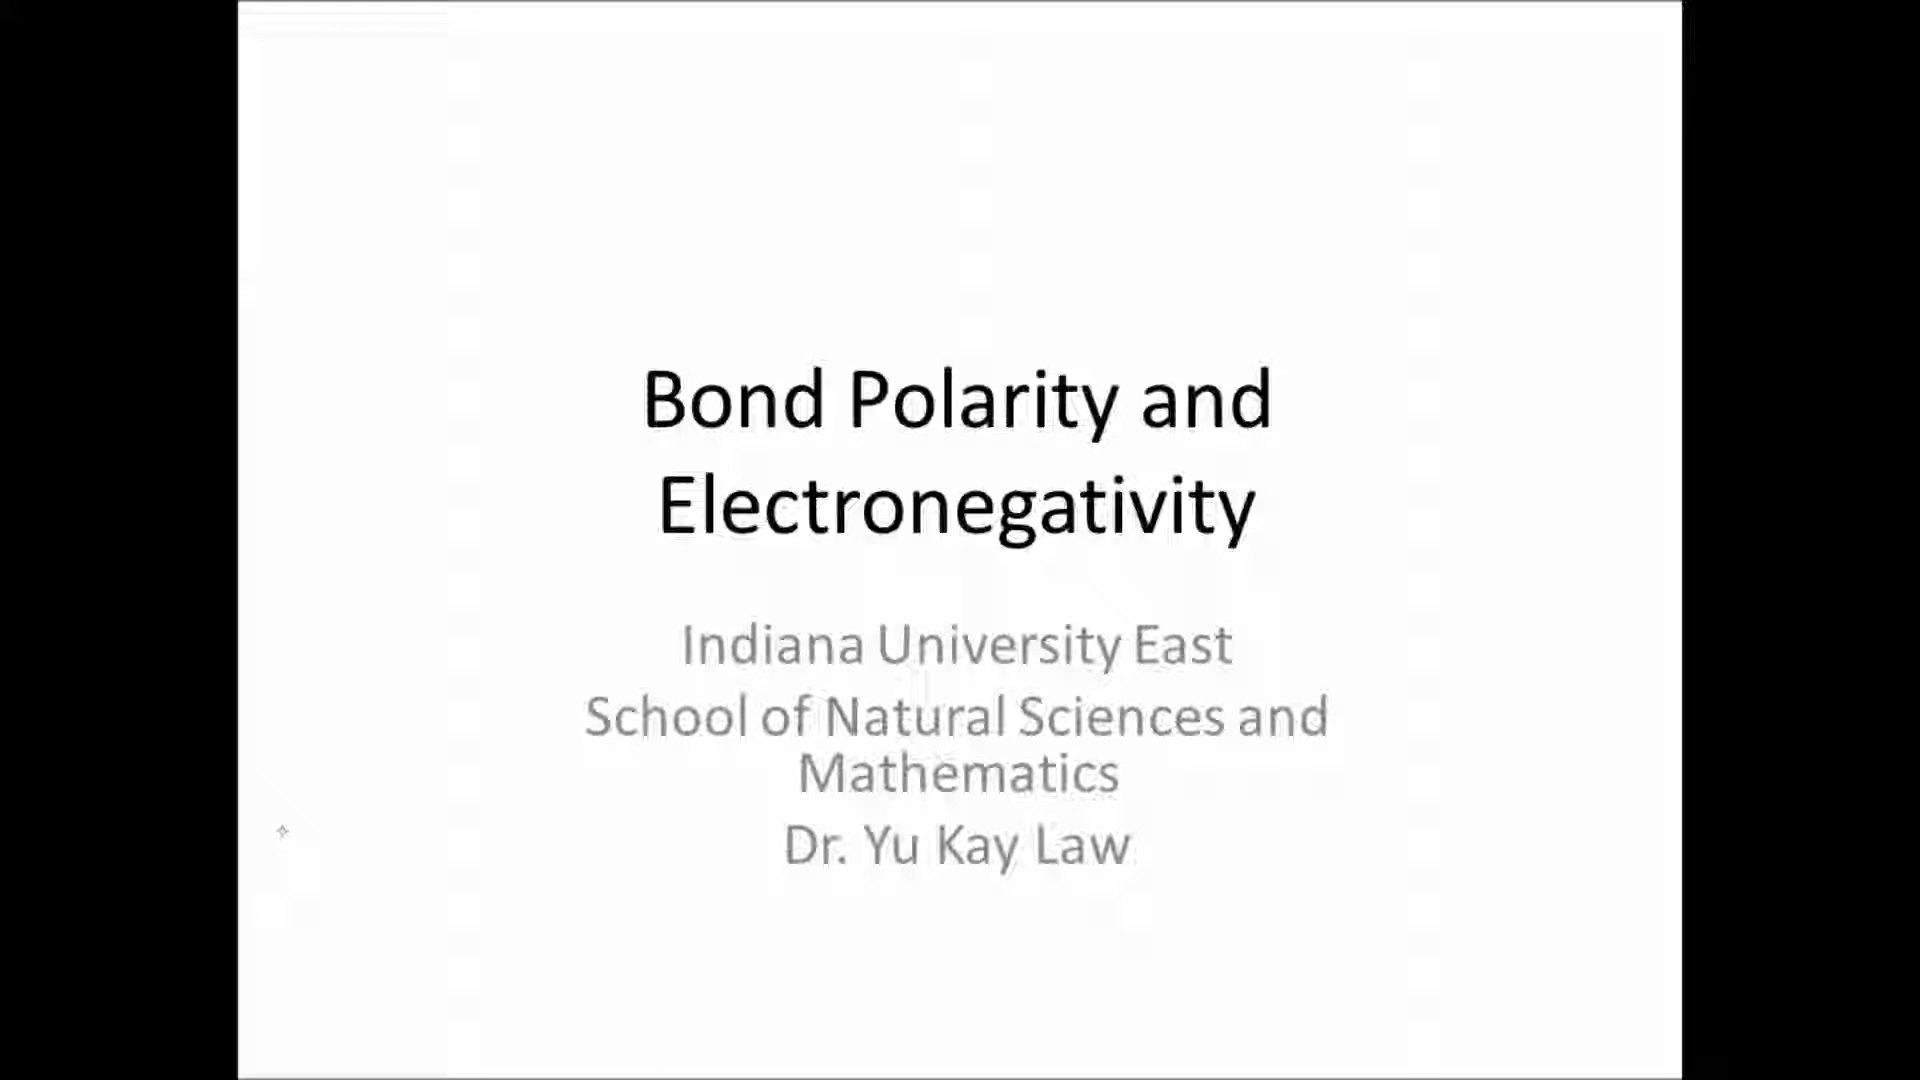 Bond Polarity and
Electronegativity
Indiana University East
School of Natural Sciences and
Mathematics
Dr. Yu Kay Law